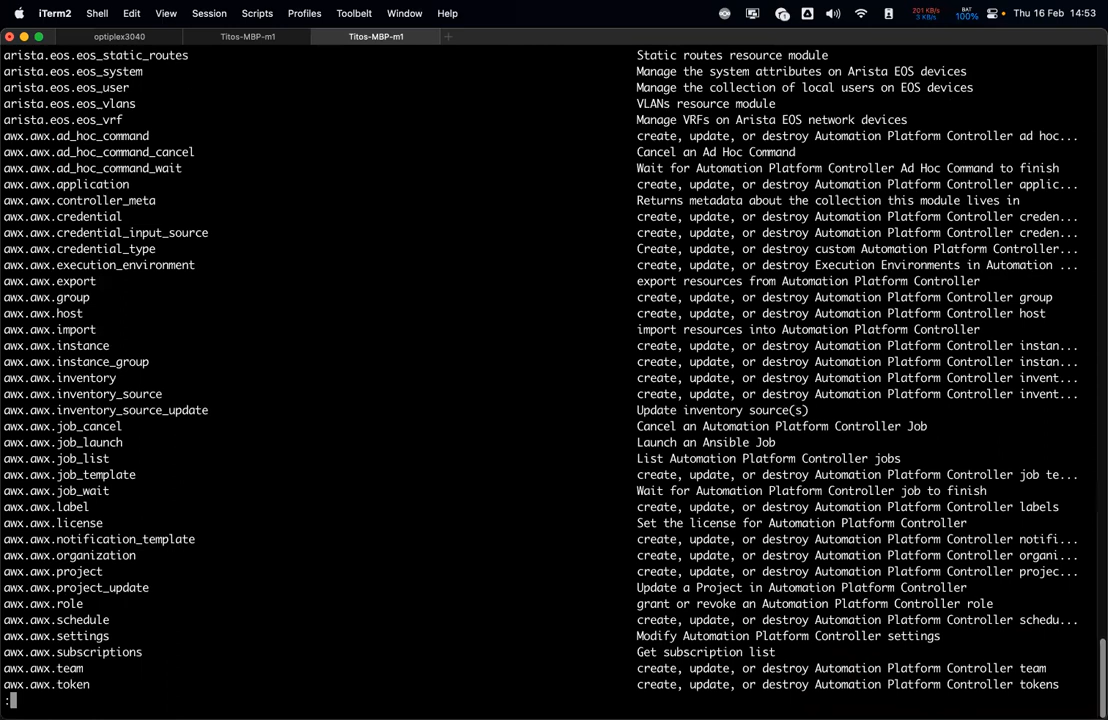 iTerm2 Shell Edit View Session Scripts Profiles Toolbelt Window Help 201 KB/s 3 KB/s BAT 100% Thu 16 Feb 14:53
optiplex3040 Titos-MBP-m1 Titos-MBP-m1
arista.eos.eos_static_routes Static routes resource module
arista.eos.eos_system Manage the system attributes on Arista EOS devices
arista.eos.eos_user Manage the collection of local users on EOS devices
arista.eos.eos_vlans VLANs resource module
arista.eos.eos_vrf Manage VRFs on Arista EOS network devices
awx.awx.ad_hoc_command create, update, or destroy Automation Platform Controller ad hoc...
awx.awx.ad_hoc_command_cancel Cancel an Ad Hoc Command
awx.awx.ad_hoc_command_wait Wait for Automation Platform Controller Ad Hoc Command to finish
awx.awx.application create, update, or destroy Automation Platform Controller applic...
awx.awx.controller_meta Returns metadata about the collection this module lives in
awx.awx.credential create, update, or destroy Automation Platform Controller creden...
awx.awx.credential_input_source create, update, or destroy Automation Platform Controller creden...
awx.awx.credential_type Create, update, or destroy custom Automation Platform Controller...
awx.awx.execution_environment create, update, or destroy Execution Environments in Automation ...
awx.awx.export export resources from Automation Platform Controller
awx.awx.group create, update, or destroy Automation Platform Controller group
awx.awx.host create, update, or destroy Automation Platform Controller host
awx.awx.import import resources into Automation Platform Controller
awx.awx.instance create, update, or destroy Automation Platform Controller instan...
awx.awx.instance_group create, update, or destroy Automation Platform Controller instan...
awx.awx.inventory create, update, or destroy Automation Platform Controller invent...
awx.awx.inventory_source create, update, or destroy Automation Platform Controller invent...
awx.awx.inventory_source_update Update inventory source(s)
awx.awx.job_cancel Cancel an Automation Platform Controller Job
awx.awx.job_launch Launch an Ansible Job
awx.awx.job_list List Automation Platform Controller jobs
awx.awx.job_template create, update, or destroy Automation Platform Controller job te...
awx.awx.job_wait Wait for Automation Platform Controller job to finish
awx.awx.label create, update, or destroy Automation Platform Controller labels
awx.awx.license Set the license for Automation Platform Controller
awx.awx.notification_template create, update, or destroy Automation Platform Controller notifi...
awx.awx.organization create, update, or destroy Automation Platform Controller organi...
awx.awx.project create, update, or destroy Automation Platform Controller projec...
awx.awx.project_update Update a Project in Automation Platform Controller
awx.awx.role grant or revoke an Automation Platform Controller role
awx.awx.schedule create, update, or destroy Automation Platform Controller schedu...
awx.awx.settings Modify Automation Platform Controller settings
awx.awx.subscriptions Get subscription list
awx.awx.team create, update, or destroy Automation Platform Controller team
awx.awx.token create, update, or destroy Automation Platform Controller tokens
: